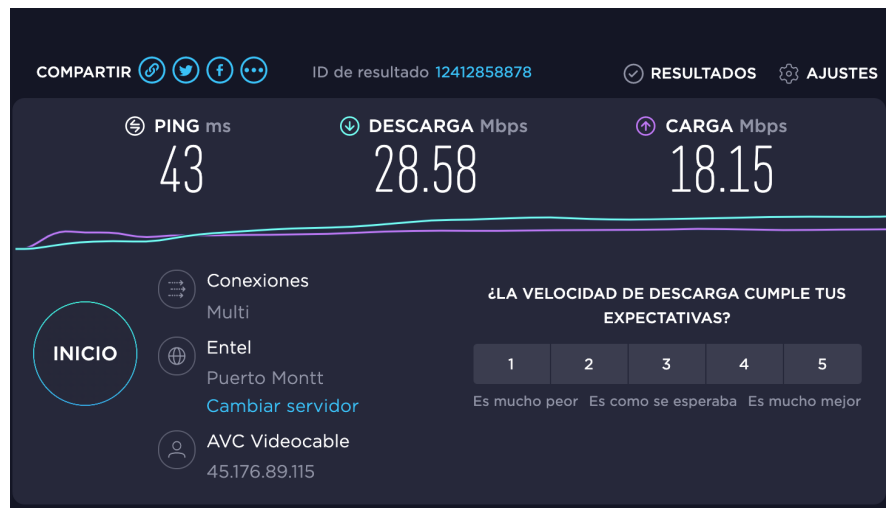 COMPARTIR
ID de resultado 12412858878
RESULTADOS
AJUSTES
PING ms
43
DESCARGA Mbps
28.58
CARGA Mbps
18.15
INICIO
Conexiones
Multi
Entel
Puerto Montt
Cambiar servidor
AVC Videocable
45.176.89.115
¿LA VELOCIDAD DE DESCARGA CUMPLE TUS
EXPECTATIVAS?
1 2 3 4 5
Es mucho peor Es como se esperaba Es mucho mejor